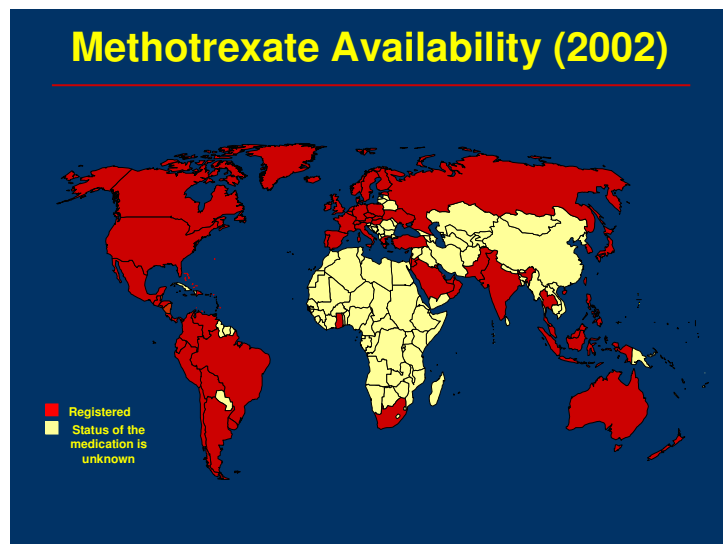 Methotrexate Availability (2002)
Registered
Status of the
medication is
unknown